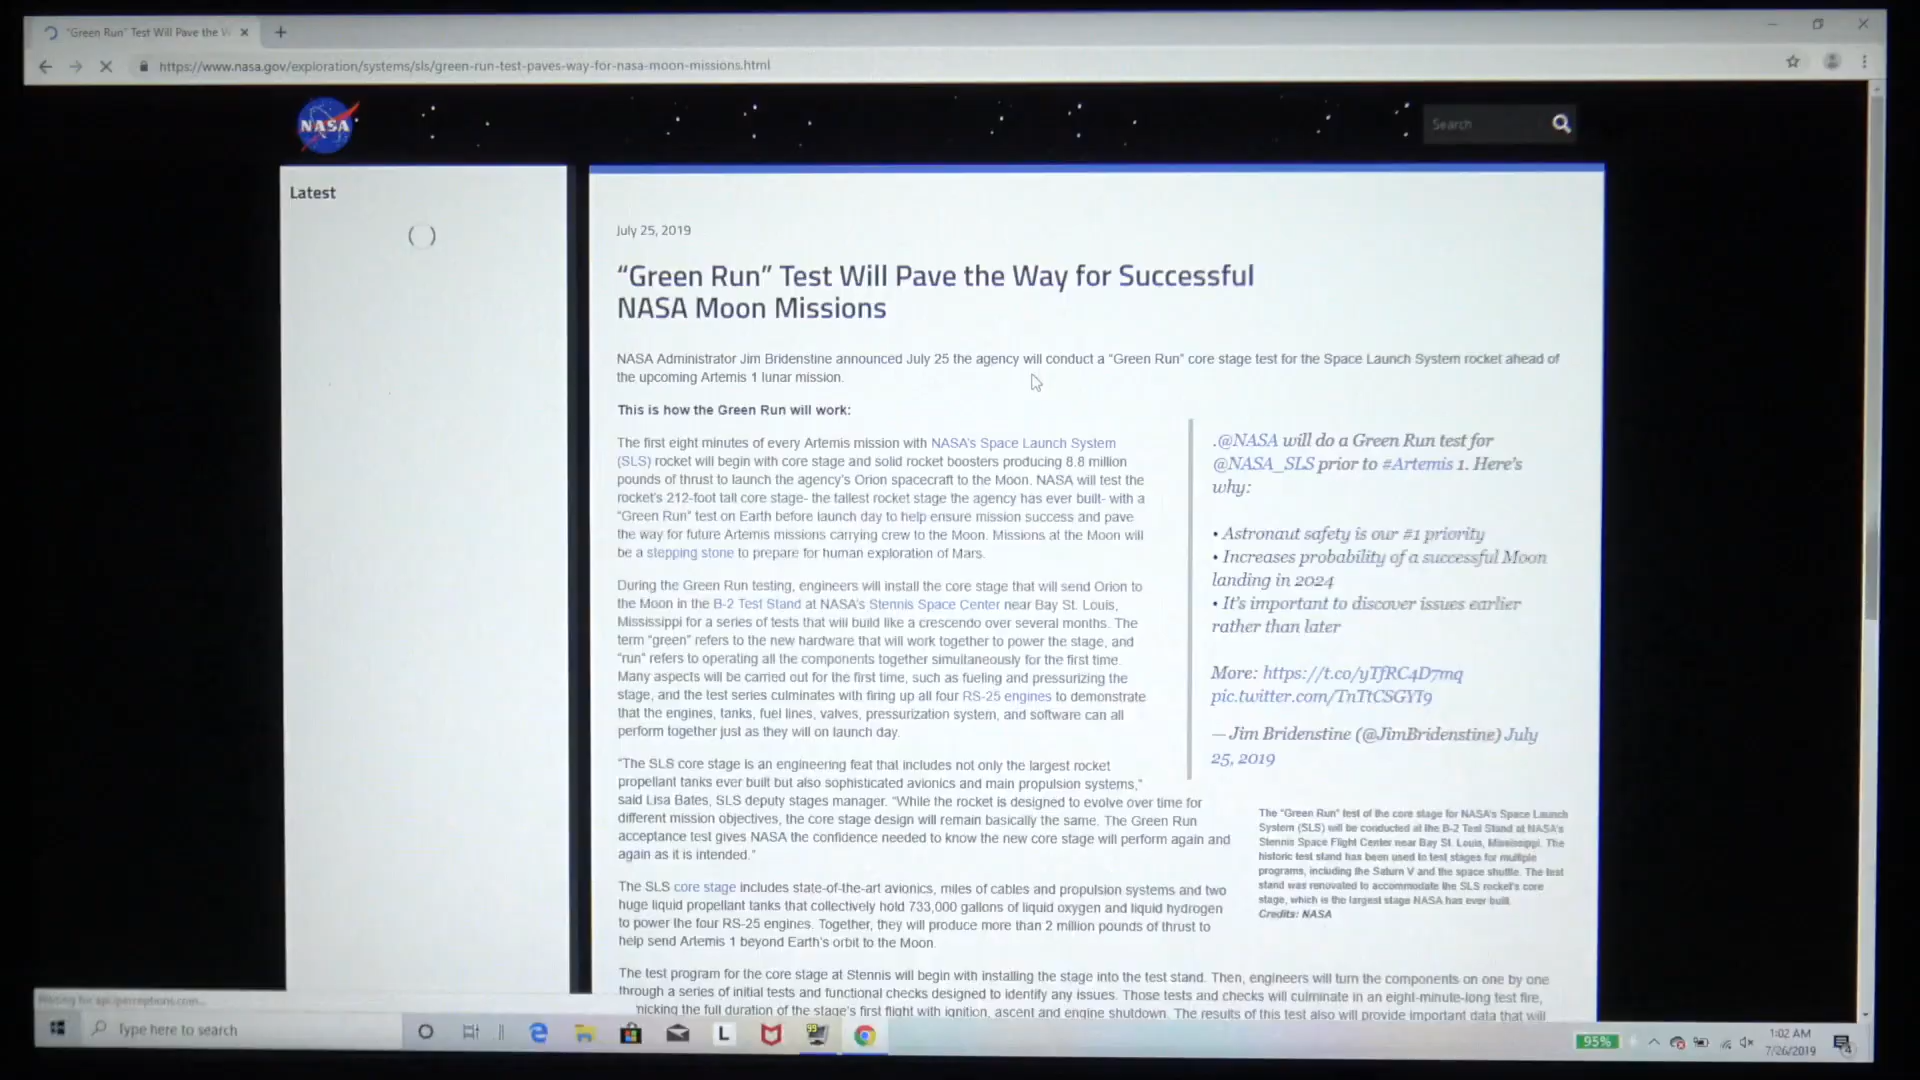 "Green Run" Test Will Pave the W
https://www.nasa.gov/exploration/systems/sls/green-run-test-paves-way-for-nasa-moon-missions.html
NASA
Search
Latest
July 25, 2019
“Green Run” Test Will Pave the Way for Successful
NASA Moon Missions
NASA Administrator Jim Bridenstine announced July 25 the agency will conduct a “Green Run” core stage test for the Space Launch System rocket ahead of
the upcoming Artemis 1 lunar mission.
This is how the Green Run will work:
The first eight minutes of every Artemis mission with NASA’s Space Launch System
(SLS) rocket will begin with core stage and solid rocket boosters producing 8.8 million
pounds of thrust to launch the agency’s Orion spacecraft to the Moon. NASA will test the
rocket’s 212-foot tall core stage- the tallest rocket stage the agency has ever built- with a
“Green Run” test on Earth before launch day to help ensure mission success and pave
the way for future Artemis missions carrying crew to the Moon. Missions at the Moon will
be a stepping stone to prepare for human exploration of Mars.
During the Green Run testing, engineers will install the core stage that will send Orion to
the Moon in the B-2 Test Stand at NASA’s Stennis Space Center near Bay St. Louis,
Mississippi for a series of tests that will build like a crescendo over several months. The
term “green” refers to the new hardware that will work together to power the stage, and
“run” refers to operating all the components together simultaneously for the first time.
Many aspects will be carried out for the first time, such as fueling and pressurizing the
stage, and the test series culminates with firing up all four RS-25 engines to demonstrate
that the engines, tanks, fuel lines, valves, pressurization system, and software can all
perform together just as they will on launch day.
“The SLS core stage is an engineering feat that includes not only the largest rocket
propellant tanks ever built but also sophisticated avionics and main propulsion systems,”
said Lisa Bates, SLS deputy stages manager. “While the rocket is designed to evolve over time for
different mission objectives, the core stage design will remain basically the same. The Green Run
acceptance test gives NASA the confidence needed to know the new core stage will perform again and
again as it is intended.”
The SLS core stage includes state-of-the-art avionics, miles of cables and propulsion systems and two
huge liquid propellant tanks that collectively hold 733,000 gallons of liquid oxygen and liquid hydrogen
to power the four RS-25 engines. Together, they will produce more than 2 million pounds of thrust to
help send Artemis 1 beyond Earth’s orbit to the Moon.
The test program for the core stage at Stennis will begin with installing the stage into the test stand. Then, engineers will turn the components on one by one
through a series of initial tests and functional checks designed to identify any issues. Those tests and checks will culminate in an eight-minute-long test fire,
nicking the full duration of the stage’s first flight with ignition, ascent and engine shutdown. The results of this test also will provide important data that will
.@NASA will do a Green Run test for
@NASA_SLS prior to #Artemis 1. Here’s
why:
• Astronaut safety is our #1 priority
• Increases probability of a successful Moon
landing in 2024
• It’s important to discover issues earlier
rather than later
More: https://t.co/yTfRC4D7mq
pic.twitter.com/TnTtCSGYI9
— Jim Bridenstine (@JimBridenstine) July
25, 2019
The “Green Run” test of the core stage for NASA’s Space Launch
System (SLS) will be conducted at the B-2 Test Stand at NASA’s
Stennis Space Flight Center near Bay St. Louis, Mississippi. The
historic test stand has been used to test stages for multiple
programs, including the Saturn V and the space shuttle. The test
stand was renovated to accommodate the SLS rocket’s core
stage, which is the largest stage NASA has ever built.
Credits: NASA
Type here to search
L
99
95%
1:02 AM
7/26/2019
4